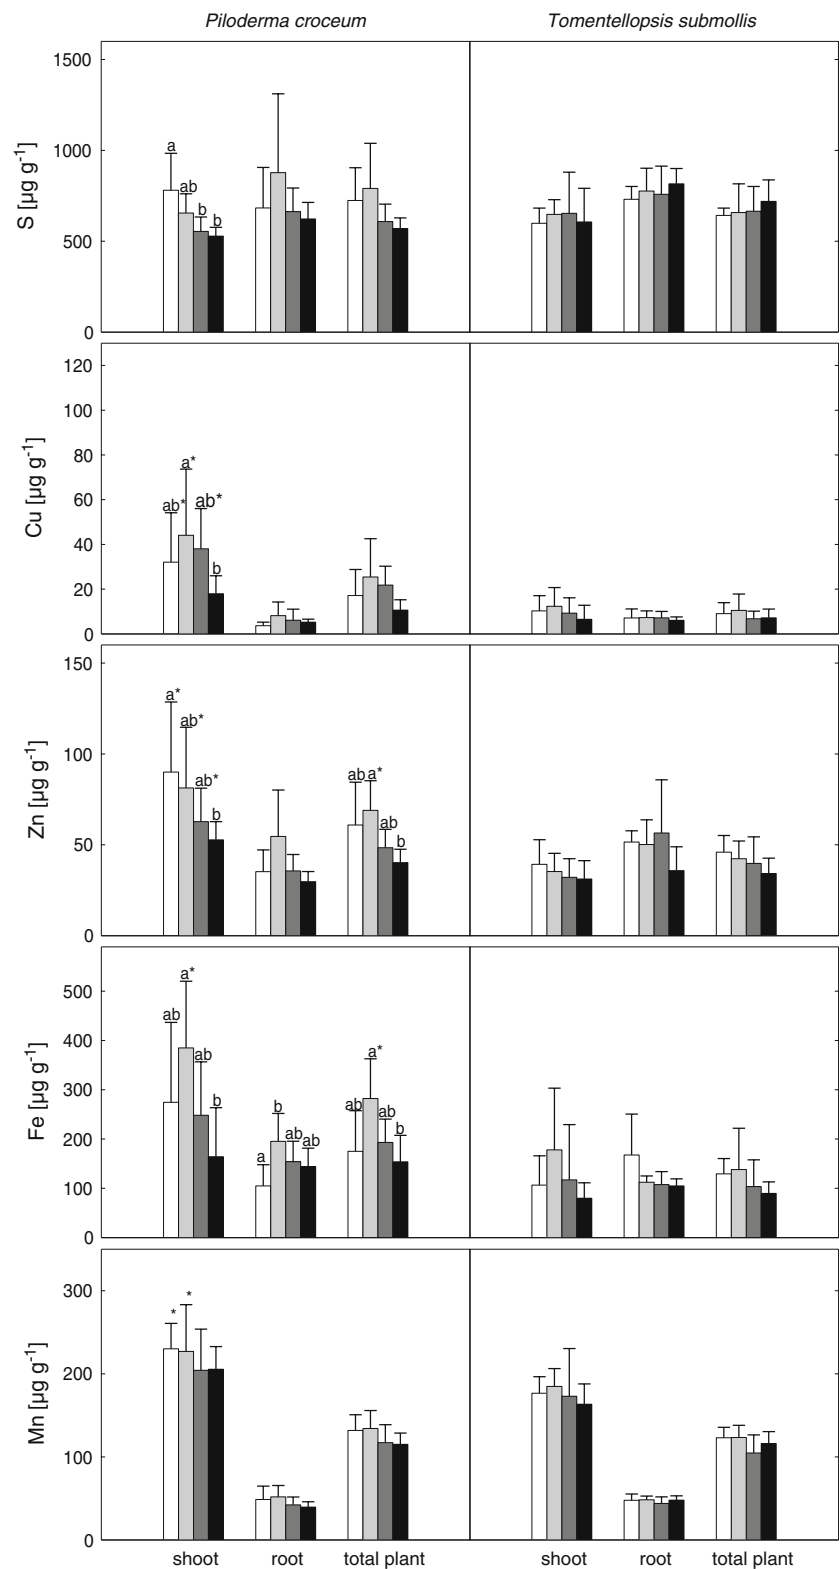 Piloderma croceum Tomentellopsis submollis
S [µg g-1]
1500
1000
500
0
a
ab
b
b
Cu [µg g-1]
120
100
80
60
40
20
0
ab*
a*
ab*
b
Zn [µg g-1]
150
100
50
0
a*
ab*
ab*
b
ab
a*
ab
b
Fe [µg g-1]
500
400
300
200
100
0
ab
a*
ab
b
a
b
ab
ab
ab
a*
ab
b
Mn [µg g-1]
300
200
100
0
*
*
shoot root total plant shoot root total plant